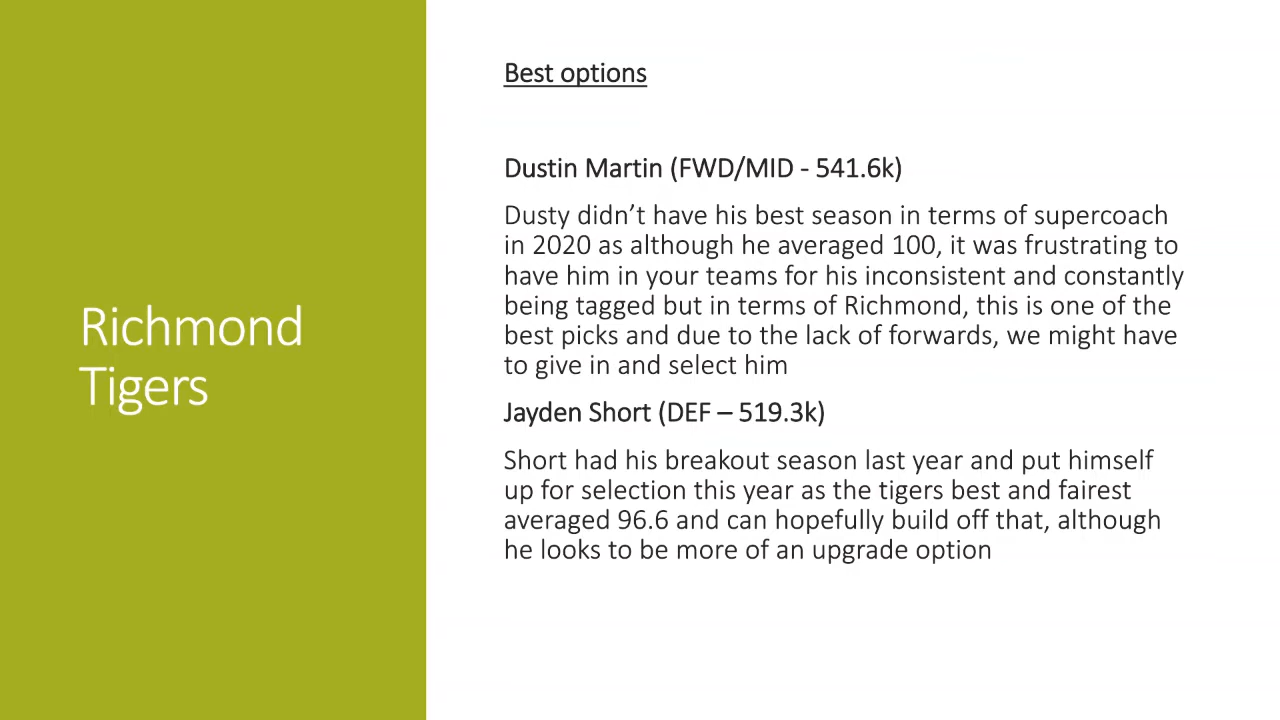 Richmond
Tigers
Best options
Dustin Martin (FWD/MID - 541.6k)
Dusty didn’t have his best season in terms of supercoach
in 2020 as although he averaged 100, it was frustrating to
have him in your teams for his inconsistent and constantly
being tagged but in terms of Richmond, this is one of the
best picks and due to the lack of forwards, we might have
to give in and select him
Jayden Short (DEF – 519.3k)
Short had his breakout season last year and put himself
up for selection this year as the tigers best and fairest
averaged 96.6 and can hopefully build off that, although
he looks to be more of an upgrade option